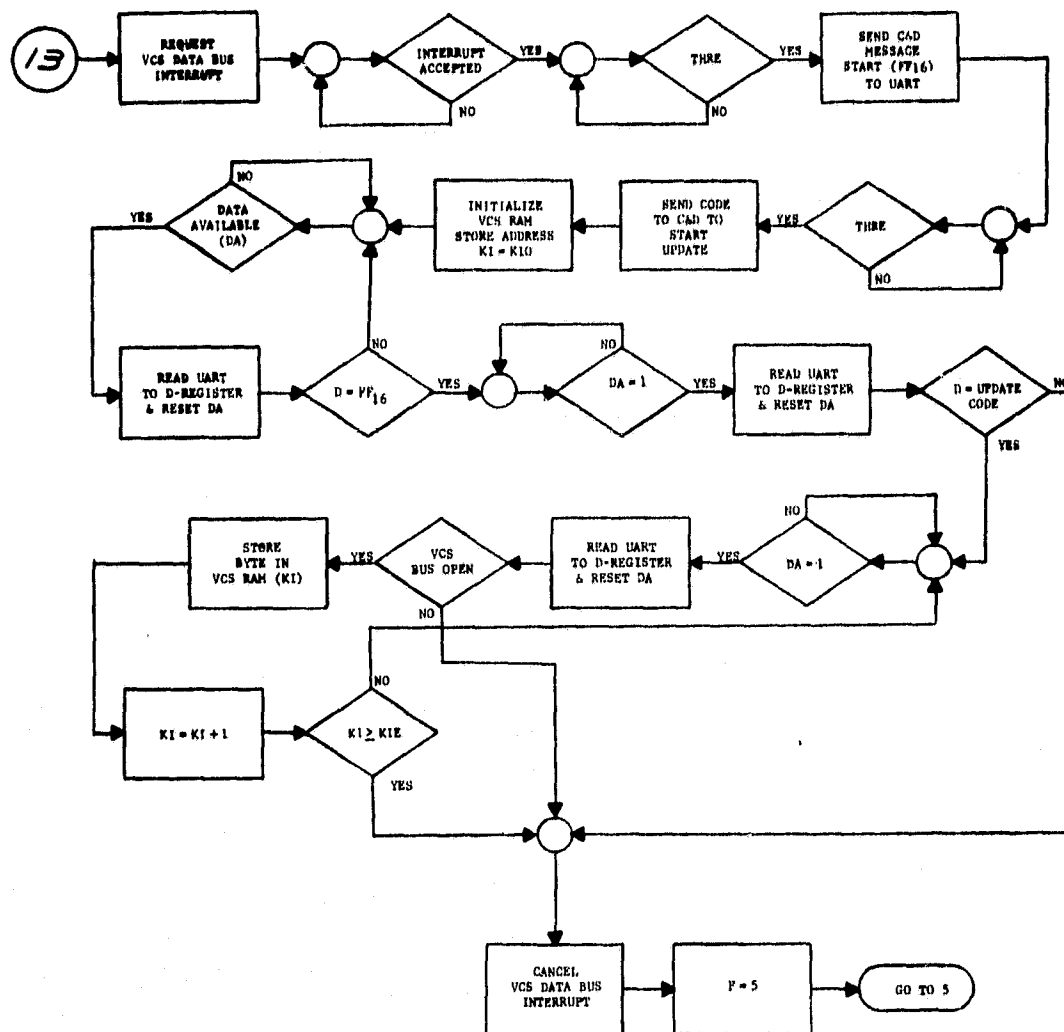 13
REQUEST
VCS DATA BUS
INTERRUPT
INTERRUPT
ACCEPTED
YES
NO
THRE
YES
NO
SEND C&D
MESSAGE
START (FF16)
TO UART
NO
DATA
AVAILABLE
(DA)
YES
INITIALIZE
VCS RAM
STORE ADDRESS
KI = KIO
SEND CODE
TO C&D TO
START
UPDATE
YES
THRE
NO
READ UART
TO D-REGISTER
& RESET DA
NO
D = FF16
YES
NO
DA = 1
YES
READ UART
TO D-REGISTER
& RESET DA
D = UPDATE
CODE
NO
YES
STORE
BYTE IN
VCS RAM (KI)
YES
VCS
BUS OPEN
NO
READ UART
TO D-REGISTER
& RESET DA
YES
NO
DA = 1
KI = KI + 1
NO
KI ≥ KIE
YES
CANCEL
VCS DATA BUS
INTERRUPT
F = 5
GO TO 5